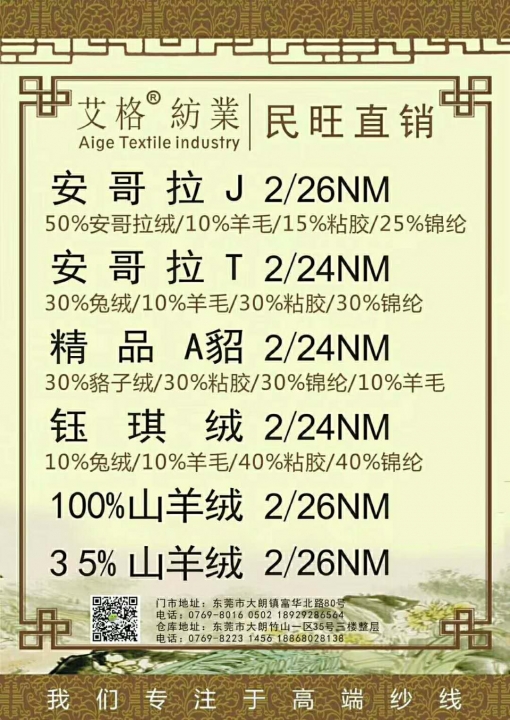 艾格®紡業 民旺直销
Aige Textile industry
安哥拉J 2/26NM
50%安哥拉绒/10%羊毛/15%粘胶/25%锦纶
安哥拉T 2/24NM
30%兔绒/10%羊毛/30%粘胶/30%锦纶
精品A貂 2/24NM
30%貉子绒/30%粘胶/30%锦纶/10%羊毛
钰琪绒 2/24NM
10%兔绒/10%羊毛/40%粘胶/40%锦纶
100%山羊绒 2/26NM
35%山羊绒 2/26NM
门市地址：东莞市大朗镇富华北路80号
电话：0769-8016 0502 18929286564
仓库地址：东莞市大朗竹山一区35号三楼整层
电话：0769-8223 1456 18868028138
我们专注于高端纱线